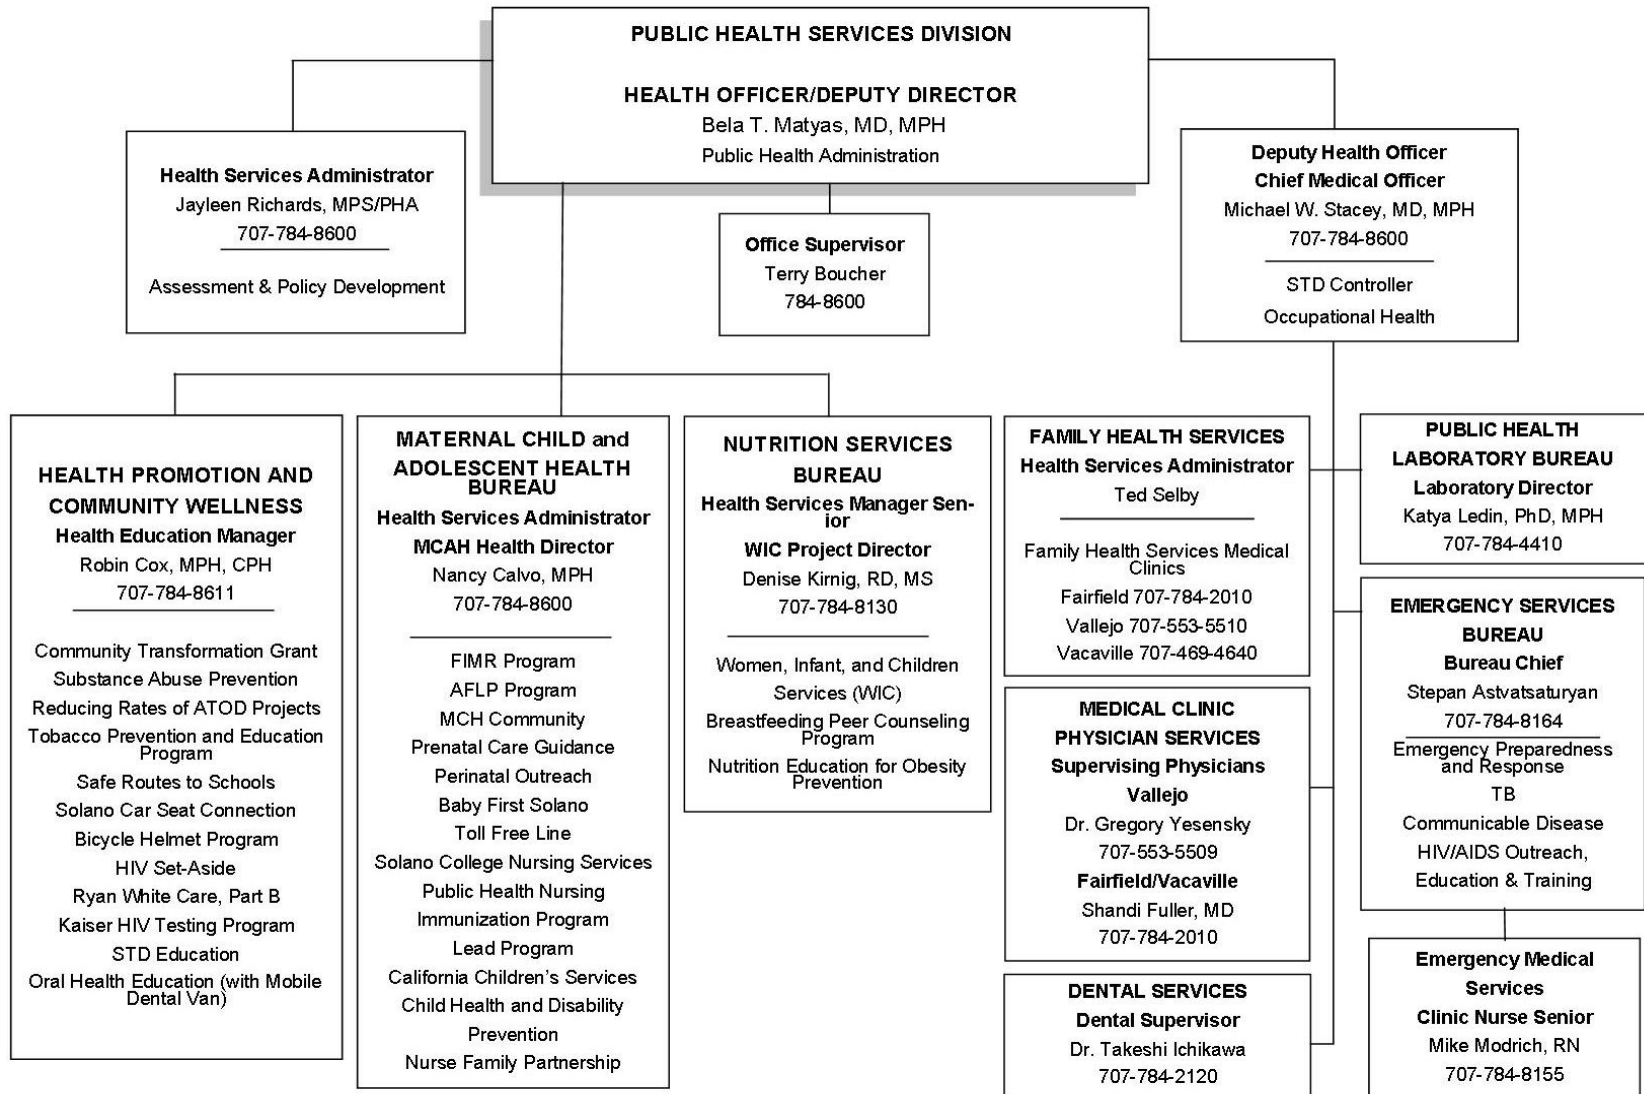 PUBLIC HEALTH SERVICES DIVISION
HEALTH OFFICER/DEPUTY DIRECTOR
Bela T. Matyas, MD, MPH
Public Health Administration
Health Services Administrator
Jayleen Richards, MPS/PHA
707-784-8600
Assessment & Policy Development
Office Supervisor
Terry Boucher
784-8600
Deputy Health Officer
Chief Medical Officer
Michael W. Stacey, MD, MPH
707-784-8600
STD Controller
Occupational Health
HEALTH PROMOTION AND
COMMUNITY WELLNESS
Health Education Manager
Robin Cox, MPH, CPH
707-784-8611
Community Transformation Grant
Substance Abuse Prevention
Reducing Rates of ATOD Projects
Tobacco Prevention and Education
Program
Safe Routes to Schools
Solano Car Seat Connection
Bicycle Helmet Program
HIV Set-Aside
Ryan White Care, Part B
Kaiser HIV Testing Program
STD Education
Oral Health Education (with Mobile
Dental Van)
MATERNAL CHILD and
ADOLESCENT HEALTH
BUREAU
Health Services Administrator
MCAH Health Director
Nancy Calvo, MPH
707-784-8600
FIMR Program
AFLP Program
MCH Community
Prenatal Care Guidance
Perinatal Outreach
Baby First Solano
Toll Free Line
Solano College Nursing Services
Public Health Nursing
Immunization Program
Lead Program
California Children's Services
Child Health and Disability
Prevention
Nurse Family Partnership
NUTRITION SERVICES
BUREAU
Health Services Manager Sen-
ior
WIC Project Director
Denise Kirnig, RD, MS
707-784-8130
Women, Infant, and Children
Services (WIC)
Breastfeeding Peer Counseling
Program
Nutrition Education for Obesity
Prevention
FAMILY HEALTH SERVICES
Health Services Administrator
Ted Selby
Family Health Services Medical
Clinics
Fairfield 707-784-2010
Vallejo 707-553-5510
Vacaville 707-469-4640
MEDICAL CLINIC
PHYSICIAN SERVICES
Supervising Physicians
Vallejo
Dr. Gregory Yesensky
707-553-5509
Fairfield/Vacaville
Shandi Fuller, MD
707-784-2010
DENTAL SERVICES
Dental Supervisor
Dr. Takeshi Ichikawa
707-784-2120
PUBLIC HEALTH
LABORATORY BUREAU
Laboratory Director
Katya Ledin, PhD, MPH
707-784-4410
EMERGENCY SERVICES
BUREAU
Bureau Chief
Stepan Astvatsaturyan
707-784-8164
Emergency Preparedness
and Response
TB
Communicable Disease
HIV/AIDS Outreach,
Education & Training
Emergency Medical
Services
Clinic Nurse Senior
Mike Modrich, RN
707-784-8155